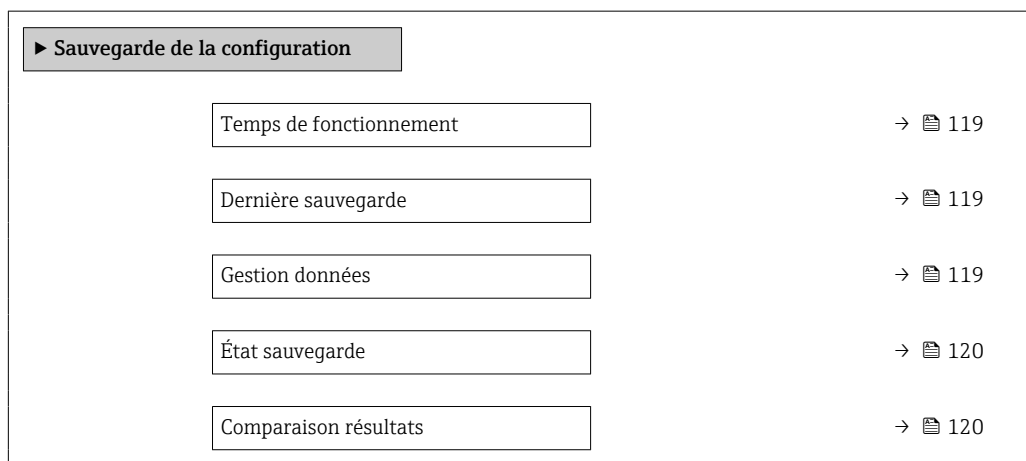 ▶ Sauvegarde de la configuration
Temps de fonctionnement → 119
Dernière sauvegarde → 119
Gestion données → 119
État sauvegarde → 120
Comparaison résultats → 120